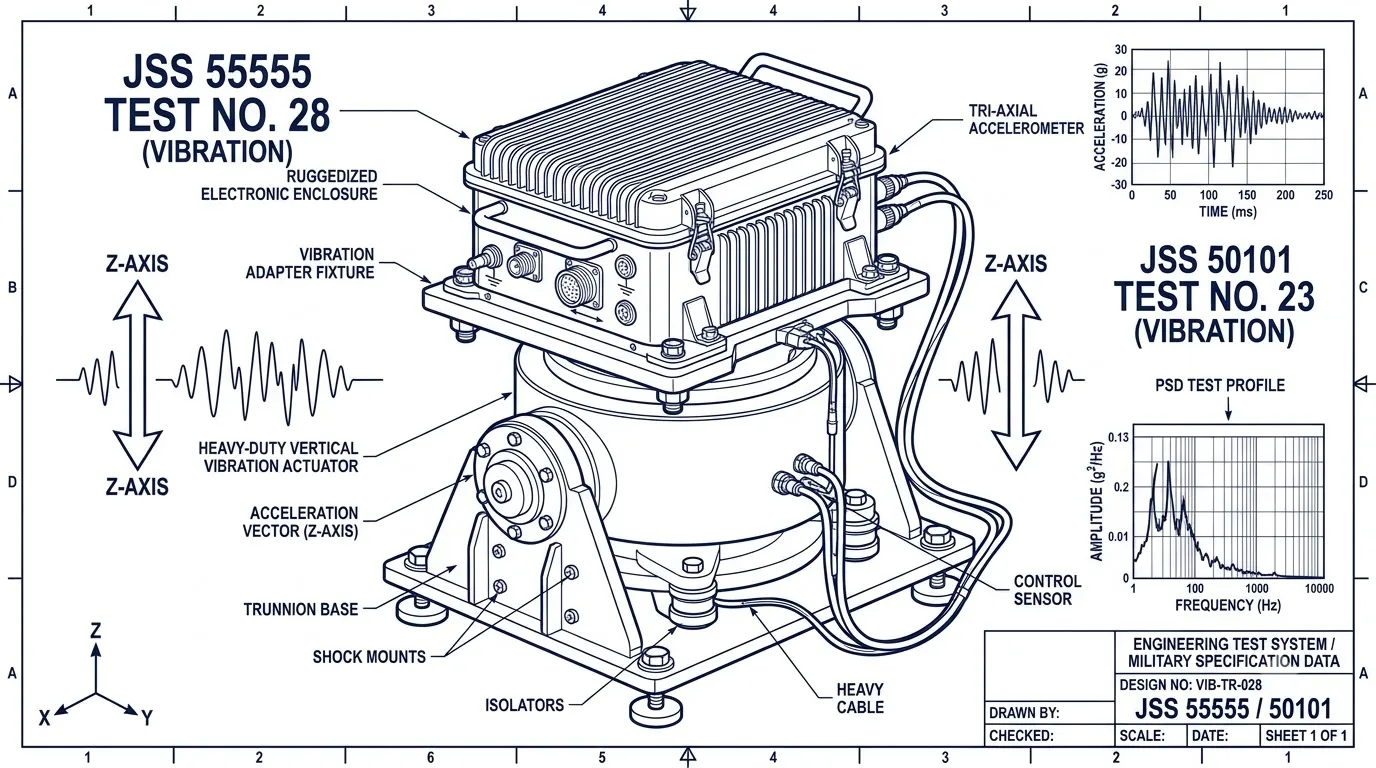 1 2 3 4 4 3 2 1
A
B
D
A
A
C
D
A
1 2 6 5 4 3 2 1
JSS 55555
TEST NO. 28
(VIBRATION)
RUGGEDIZED
ELECTRONIC ENCLOSURE
VIBRATION
ADAPTER FIXTURE
Z-AXIS
Z-AXIS
HEAVY-DUTY VERTICAL
VIBRATION ACTUATOR
ACCELERATION
VECTOR (Z-AXIS)
TRUNNION BASE
SHOCK MOUNTS
ISOLATORS
Z
X
Y
TRI-AXIAL
ACCELEROMETER
Z-AXIS
CONTROL
SENSOR
HEAVY
CABLE
ACCELERATION (g)
30
20
10
0
-10
-20
-30
0 50 100 150 200 250
TIME (ms)
JSS 50101
TEST NO. 23
(VIBRATION)
PSD TEST PROFILE
AMPLITUDE (g²/Hz)
0.13
0.2
0.01
0
1 100 1000 10000
FREQUENCY (Hz)
ENGINEERING TEST SYSTEM /
MILITARY SPECIFICATION DATA
DESIGN NO: VIB-TR-028
JSS 55555 / 50101
DRAWN BY:
CHECKED:
SCALE:
DATE:
SHEET 1 OF 1